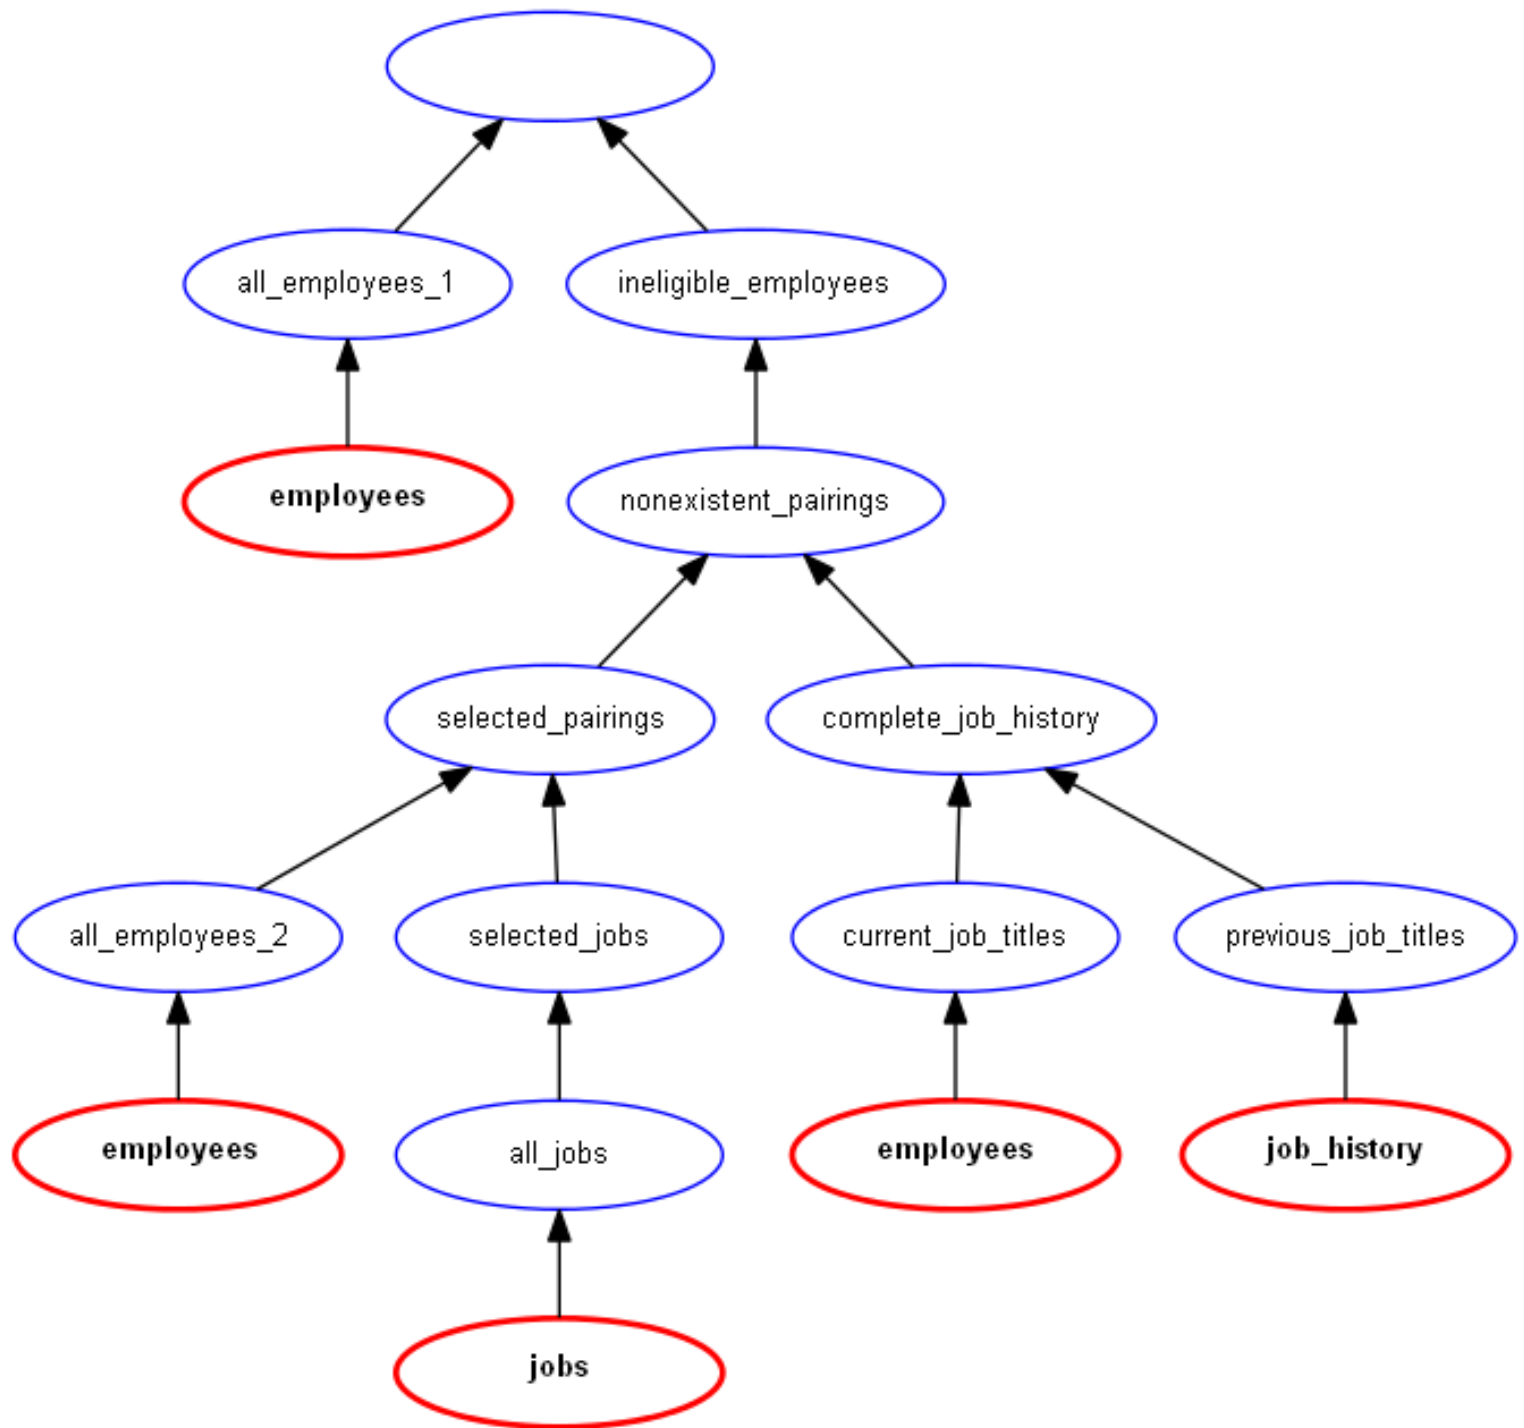 all_employees_1
ineligible_employees
employees
nonexistent_pairings
selected_pairings
complete_job_history
all_employees_2
selected_jobs
current_job_titles
previous_job_titles
employees
all_jobs
employees
job_history
jobs